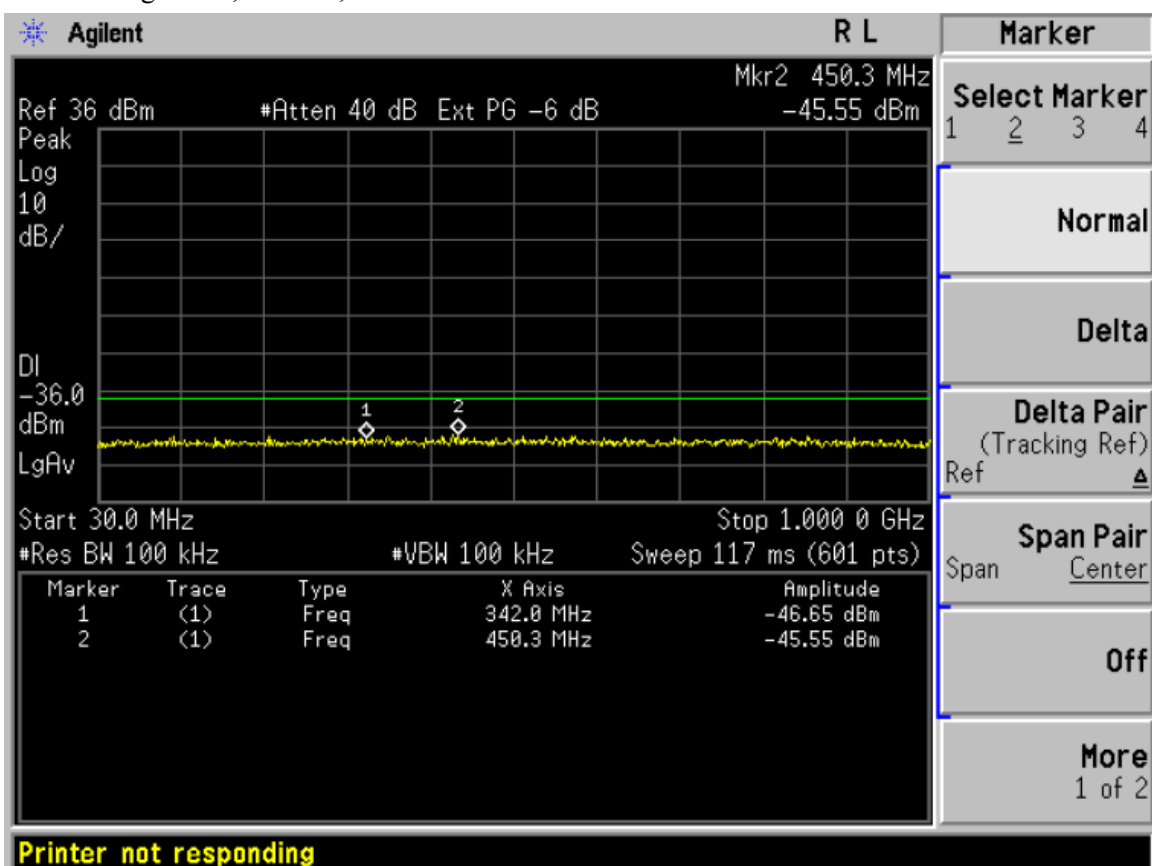 Agilent R L Marker
Mkr2 450.3 MHz
Ref 36 dBm #Atten 40 dB Ext PG -6 dB -45.55 dBm
Peak
Log
10
dB/
DI
-36.0
dBm
LgAv
1 2
Start 30.0 MHz Stop 1.000 0 GHz
#Res BW 100 kHz #VBW 100 kHz Sweep 117 ms (601 pts)
Marker Trace Type X Axis Amplitude
1 (1) Freq 342.0 MHz -46.65 dBm
2 (1) Freq 450.3 MHz -45.55 dBm
Select Marker
1 2 3 4
Normal
Delta
Delta Pair
(Tracking Ref)
Ref Δ
Span Pair
Span Center
Off
More
1 of 2
Printer not responding